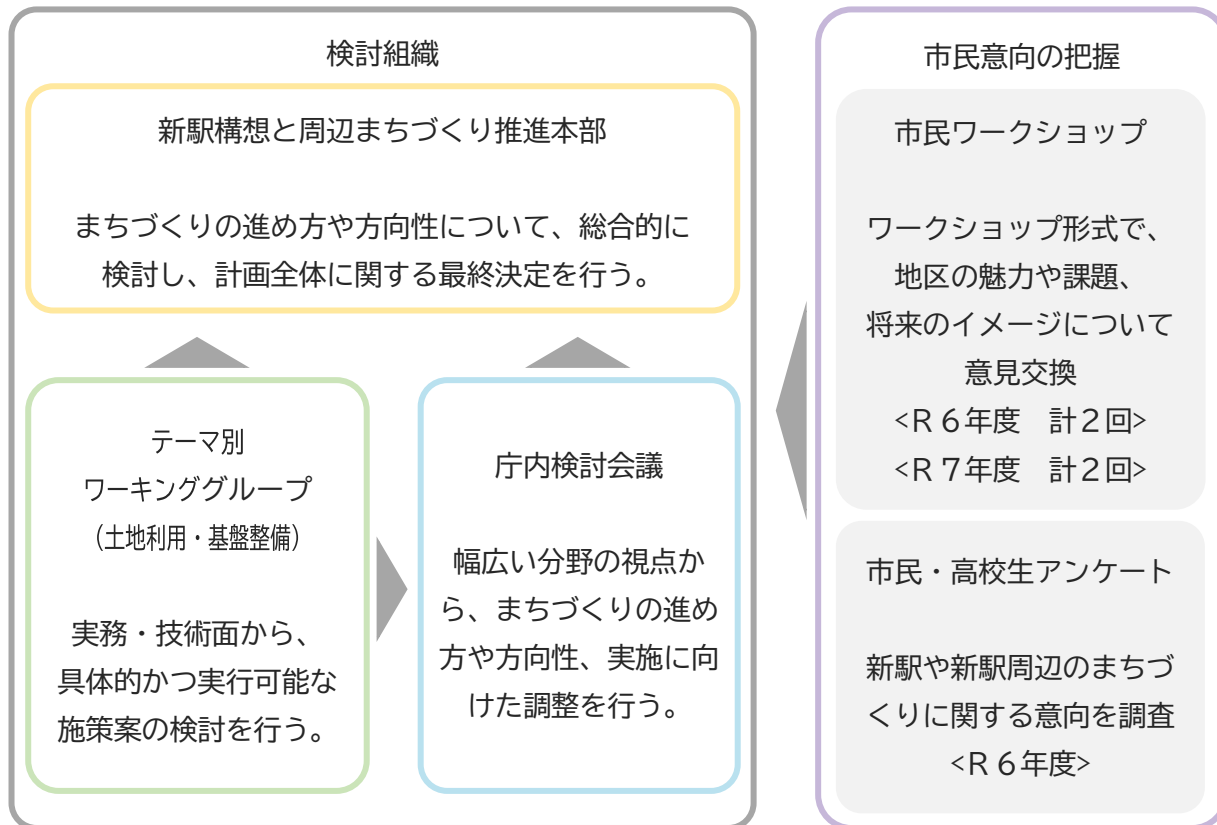 検討組織
新駅構想と周辺まちづくり推進本部
まちづくりの進め方や方向性について、総合的に
検討し、計画全体に関する最終決定を行う。
テーマ別
ワーキンググループ
（土地利用・基盤整備）
実務・技術面から、
具体的かつ実行可能な
施策案の検討を行う。
庁内検討会議
幅広い分野の視点か
ら、まちづくりの進め
方や方向性、実施に向
けた調整を行う。
市民意向の把握
市民ワークショップ
ワークショップ形式で、
地区の魅力や課題、
将来のイメージについて
意見交換
<R６年度　計２回>
<R７年度　計２回>
市民・高校生アンケート
新駅や新駅周辺のまちづ
くりに関する意向を調査
<R６年度>